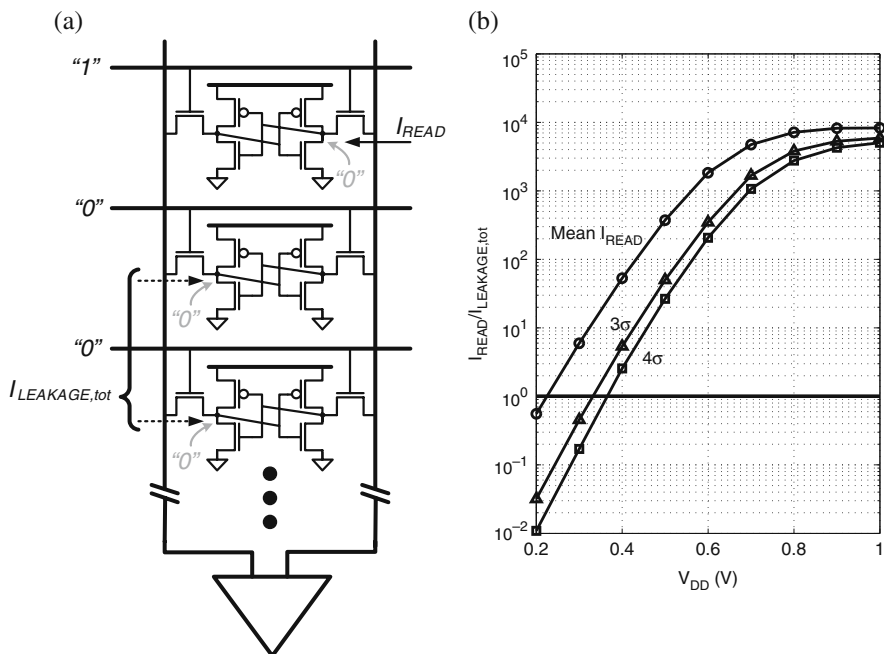 (a)
“1”
I_READ
“0”
“0”
“0”
“0”
I_LEAKAGE,tot
“0”
(b)
I_READ/I_LEAKAGE,tot
10^5
10^4
10^3
10^2
10^1
10^0
10^-1
10^-2
Mean I_READ
3σ
4σ
0.2
0.4
0.6
0.8
1
V_DD (V)